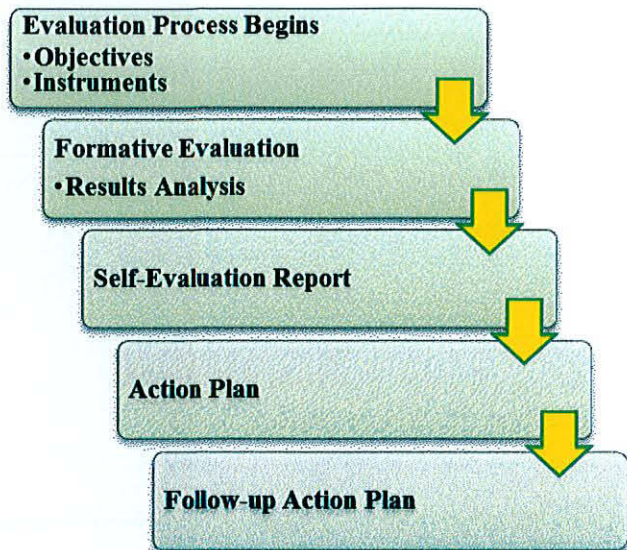 Evaluation Process Begins
•Objectives
•Instruments
Formative Evaluation
•Results Analysis
Self-Evaluation Report
Action Plan
Follow-up Action Plan